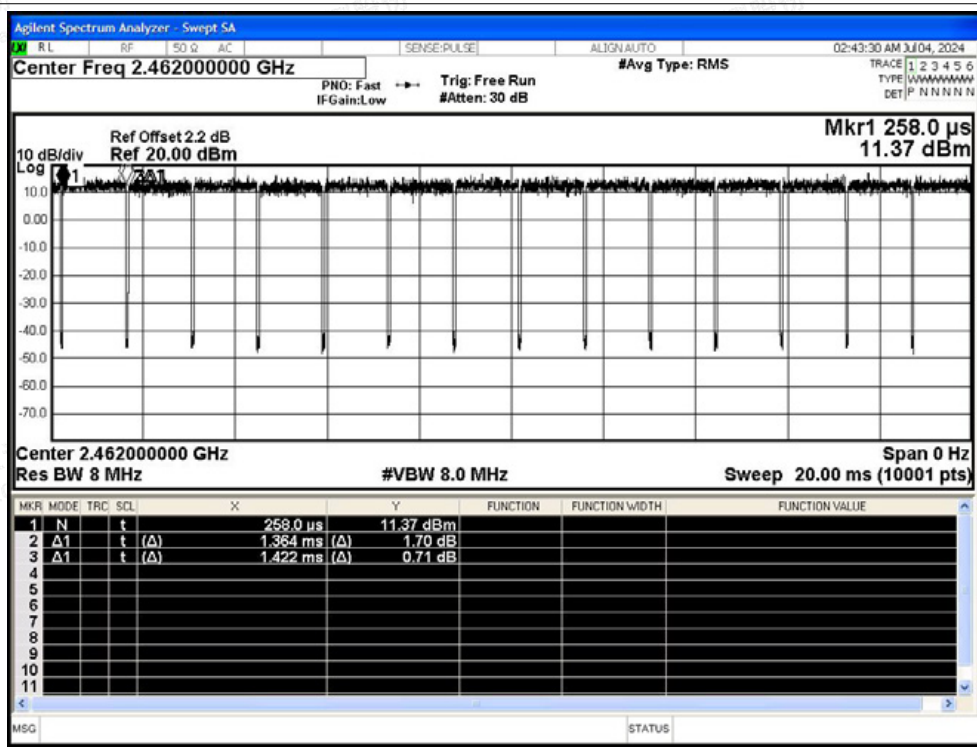 Agilent Spectrum Analyzer - Swept SA
RL RF 50 Ω AC SENSE:PULSE ALIGN AUTO 02:43:30 AM Jul 04, 2024
Center Freq 2.462000000 GHz #Avg Type: RMS TRACE 1 2 3 4 5 6
PNO: Fast Trig: Free Run TYPE WWWWWW
IFGain:Low #Atten: 30 dB DET P N N N N N
Mkr1 258.0 µs
Ref Offset 2.2 dB
10 dB/div Ref 20.00 dBm 11.37 dBm
Log
1
10.0
0.00
-10.0
-20.0
-30.0
-40.0
-50.0
-60.0
-70.0
Center 2.462000000 GHz Span 0 Hz
Res BW 8 MHz #VBW 8.0 MHz Sweep 20.00 ms (10001 pts)
MKR MODE TRC SCL X Y FUNCTION FUNCTION WIDTH FUNCTION VALUE
1 N t 258.0 µs 11.37 dBm
2 Δ1 t (Δ) 1.364 ms (Δ) 1.70 dB
3 Δ1 t (Δ) 1.422 ms (Δ) 0.71 dB
4
5
6
7
8
9
10
11
MSG STATUS